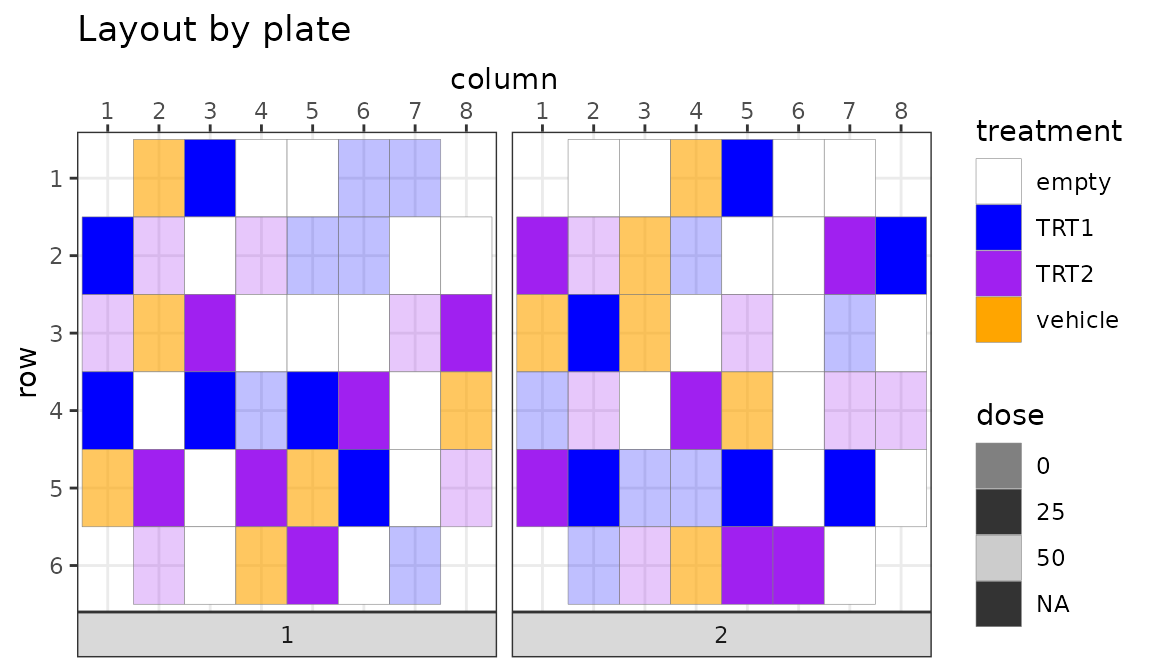 Layout by plate
column
1 2 3 4 5 6 7 8
1 2 3 4 5 6 7 8
row
1
2
3
4
5
6
1
2
treatment
empty
TRT1
TRT2
vehicle
dose
0
25
50
NA